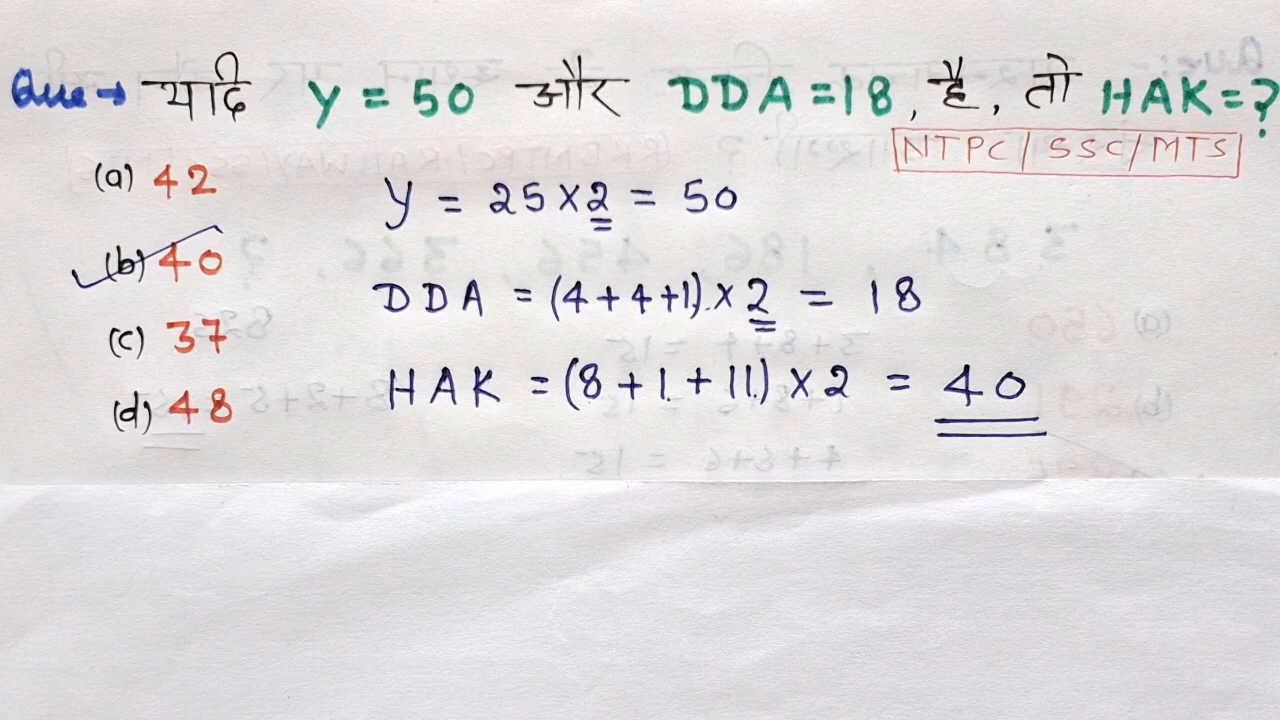 Que → यदि Y = 50 और DDA = 18, है, तो HAK = ?
NTPC / SSC / MTS
(a) 42
(b) 40
(c) 37
(d) 48
Y = 25 × 2 = 50
DDA = (4 + 4 + 1) × 2 = 18
HAK = (8 + 1 + 11) × 2 = 40